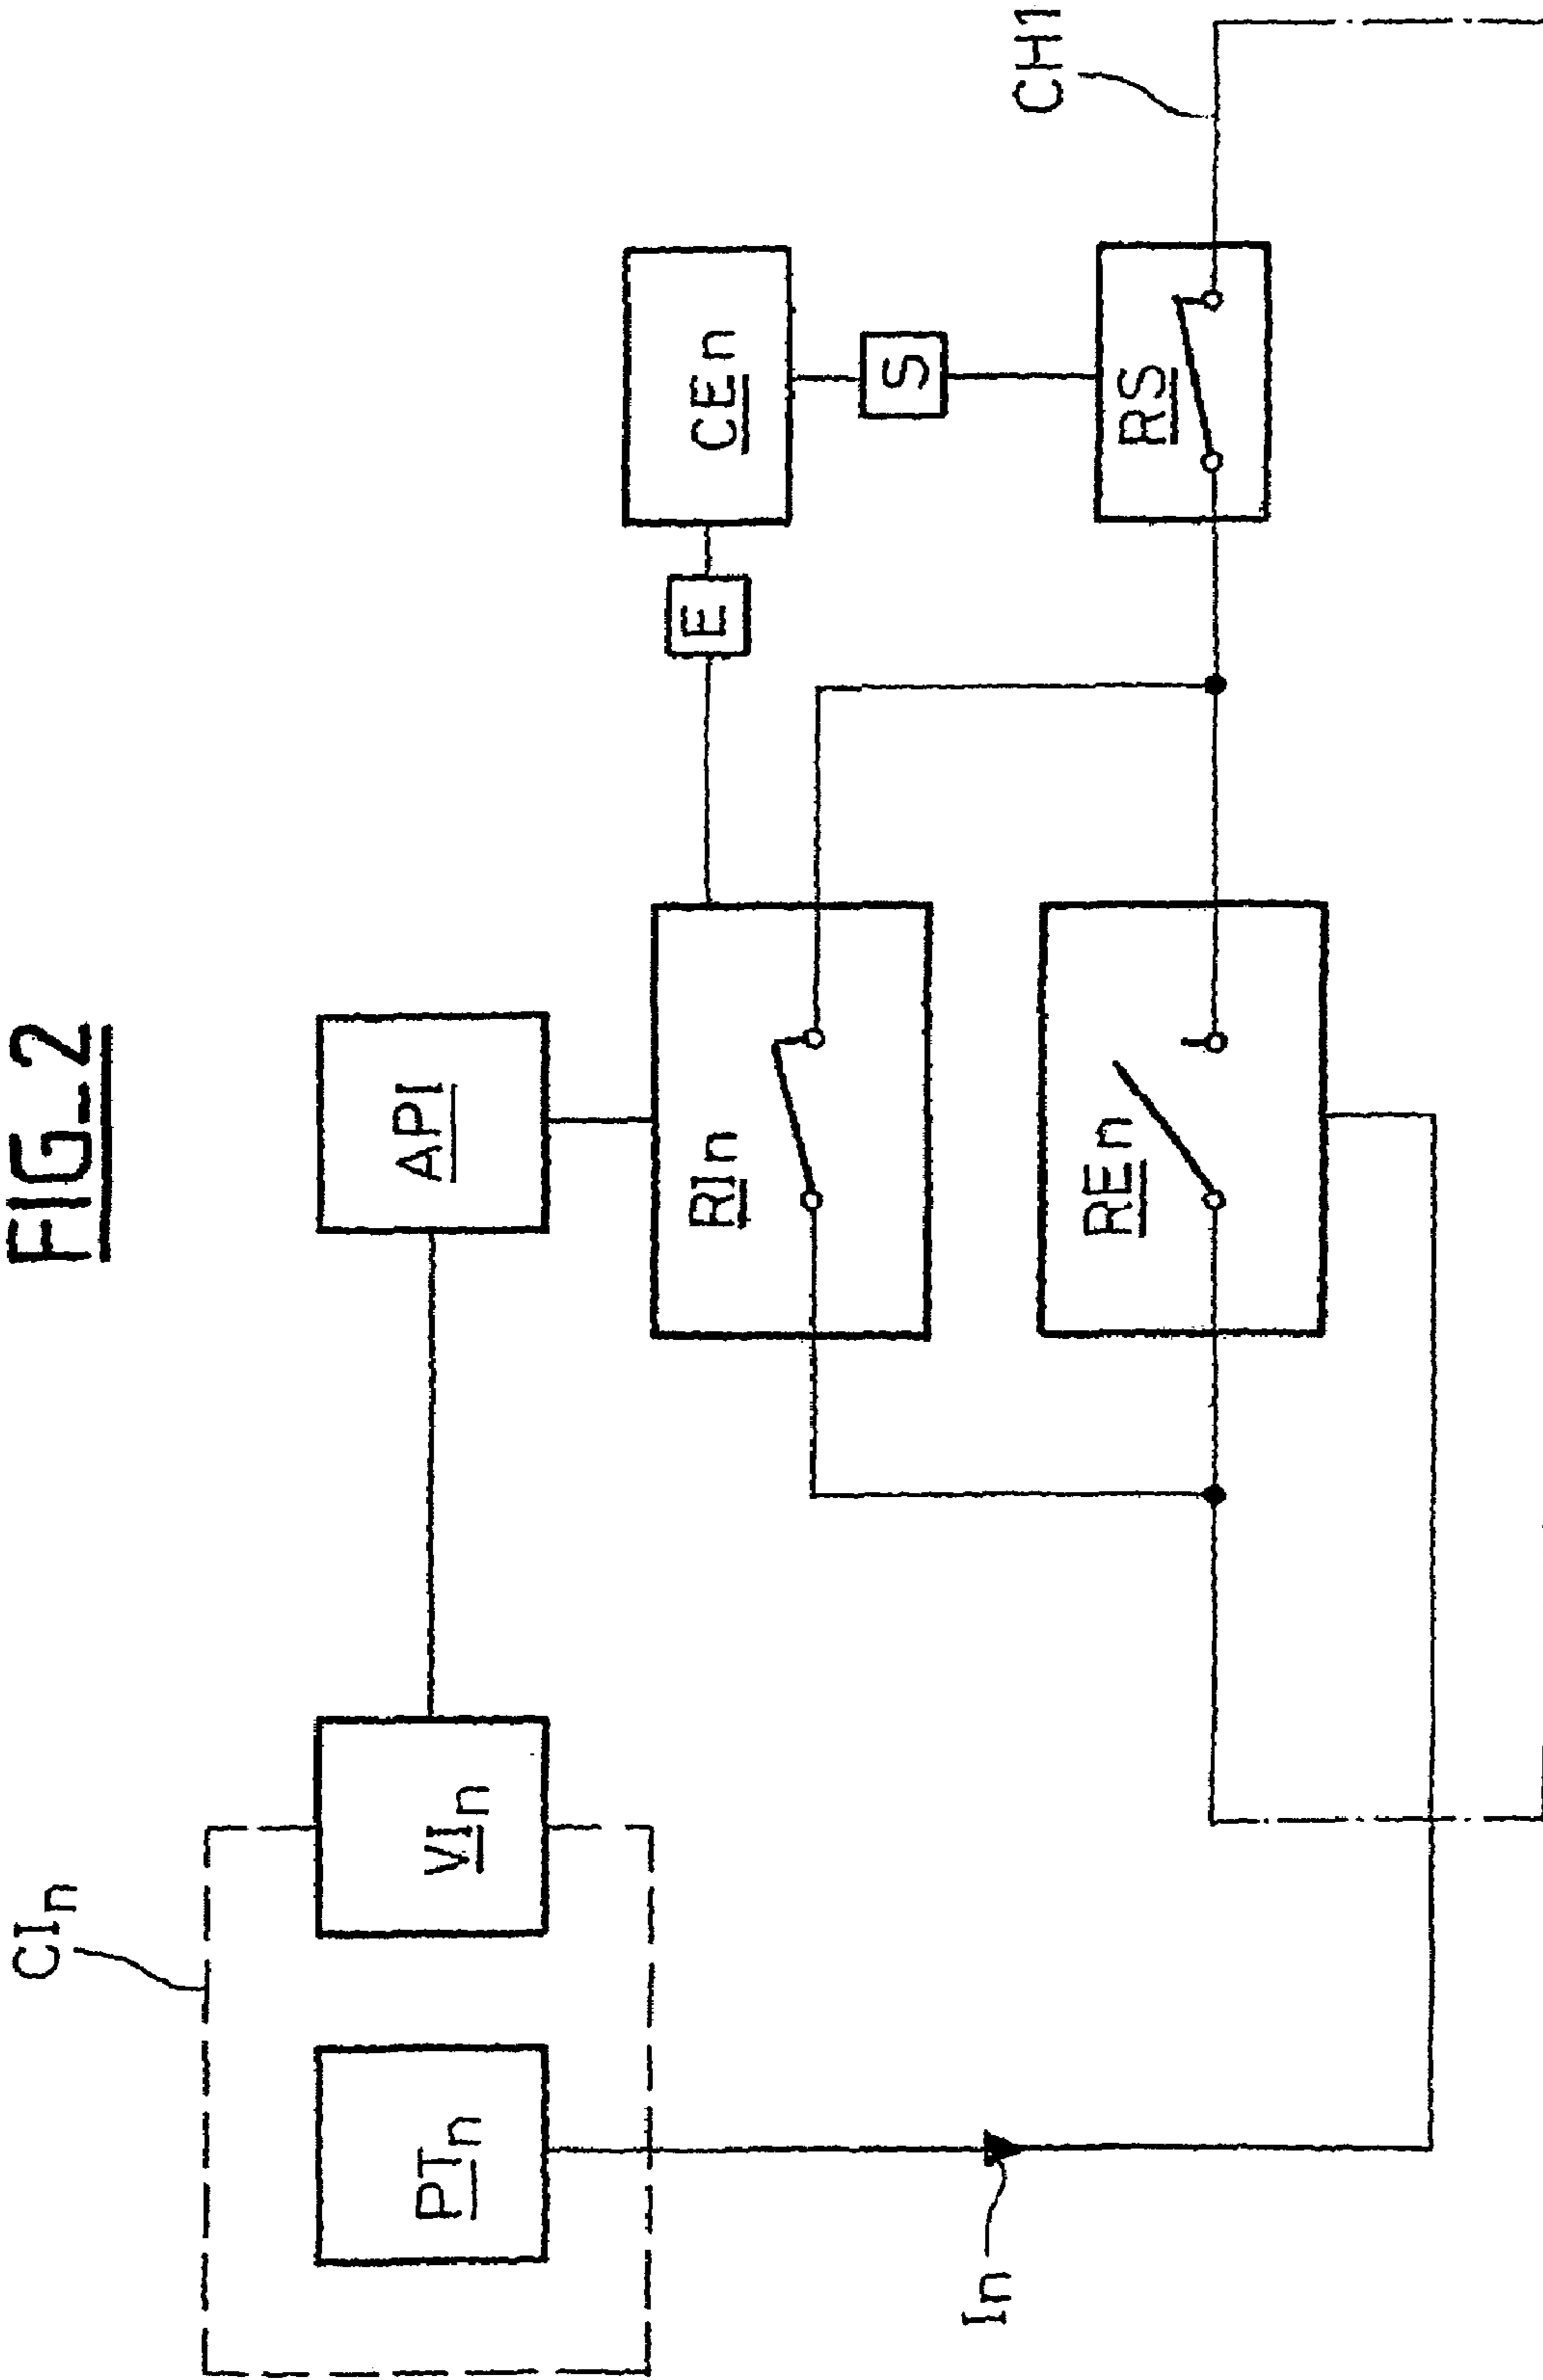 FIG_2
CIn
PTn
VIn
API
In
RIn
REn
E
CEn
S
RS
CH1